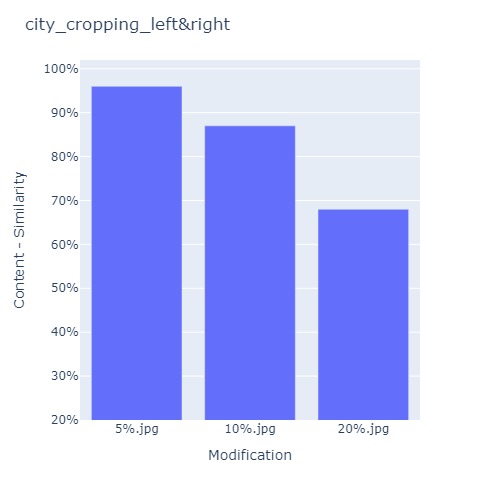 city_cropping_left&right
100%
90%
80%
70%
60%
50%
40%
30%
20%
Content - Similarity
5%.jpg
10%.jpg
20%.jpg
Modification